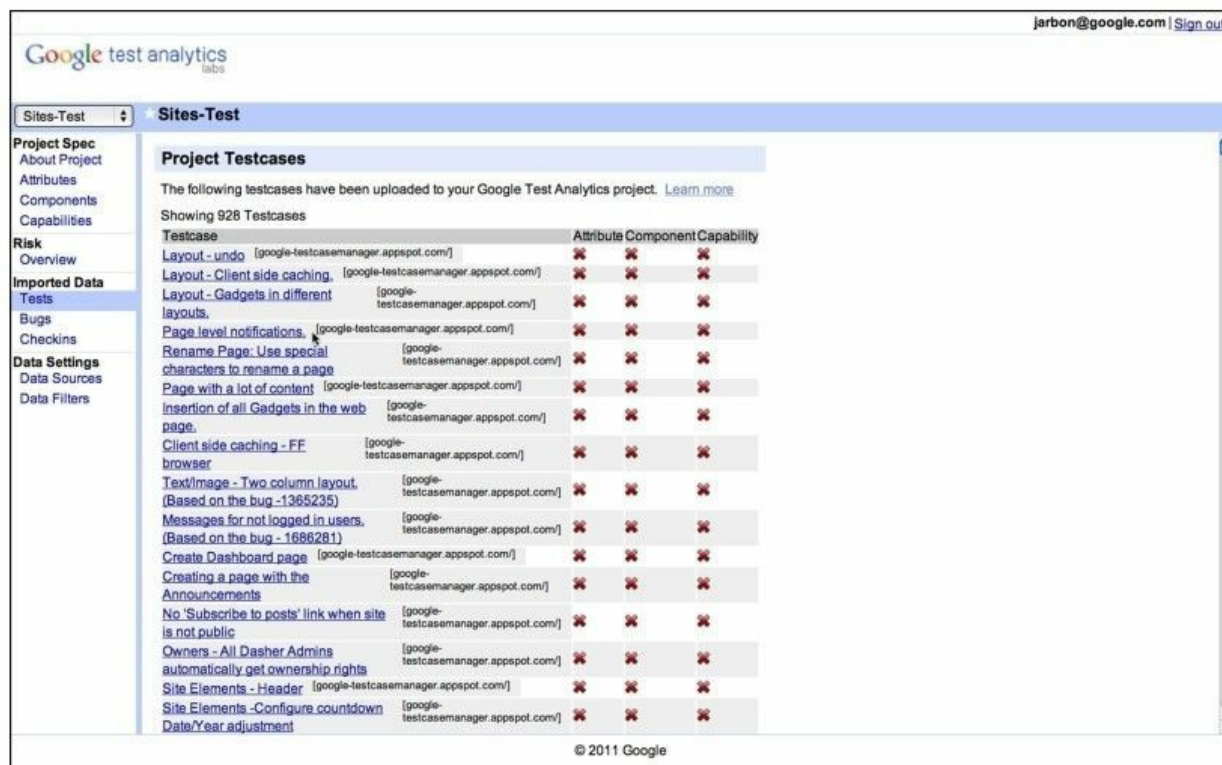 jarbon@google.com | Sign out
Google test analytics
labs
Sites-Test
Sites-Test
Project Spec
About Project
Attributes
Components
Capabilities
Risk
Overview
Imported Data
Tests
Bugs
Checkins
Data Settings
Data Sources
Data Filters
Project Testcases
The following testcases have been uploaded to your Google Test Analytics project. Learn more
Showing 928 Testcases
Testcase Attribute Component Capability
Layout - undo [google-testcasemanager.appspot.com/]
Layout - Client side caching. [google-testcasemanager.appspot.com/]
Layout - Gadgets in different [google-
layouts. testcasemanager.appspot.com/]
Page level notifications. [google-testcasemanager.appspot.com/]
Rename Page: Use special [google-
characters to rename a page testcasemanager.appspot.com/]
Page with a lot of content [google-testcasemanager.appspot.com/]
Insertion of all Gadgets in the web [google-
page. testcasemanager.appspot.com/]
Client side caching - FF [google-
browser testcasemanager.appspot.com/]
Text/Image - Two column layout. [google-
(Based on the bug -1365235) testcasemanager.appspot.com/]
Messages for not logged in users. [google-
(Based on the bug - 1686281) testcasemanager.appspot.com/]
Create Dashboard page [google-testcasemanager.appspot.com/]
Creating a page with the [google-
Announcements testcasemanager.appspot.com/]
No 'Subscribe to posts' link when site [google-
is not public testcasemanager.appspot.com/]
Owners - All Dasher Admins [google-
automatically get ownership rights testcasemanager.appspot.com/]
Site Elements - Header [google-testcasemanager.appspot.com/]
Site Elements -Configure countdown [google-
Date/Year adjustment testcasemanager.appspot.com/]
© 2011 Google